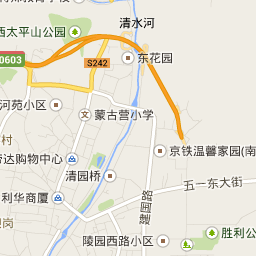 清水河
西太平山公园
东花园
0603
S242
河苑小区
蒙古营小学
村
京铁温馨家园(南
达购物中心
清园桥
五一东大街
利华商厦
岗
胜利公
陵园西路小区